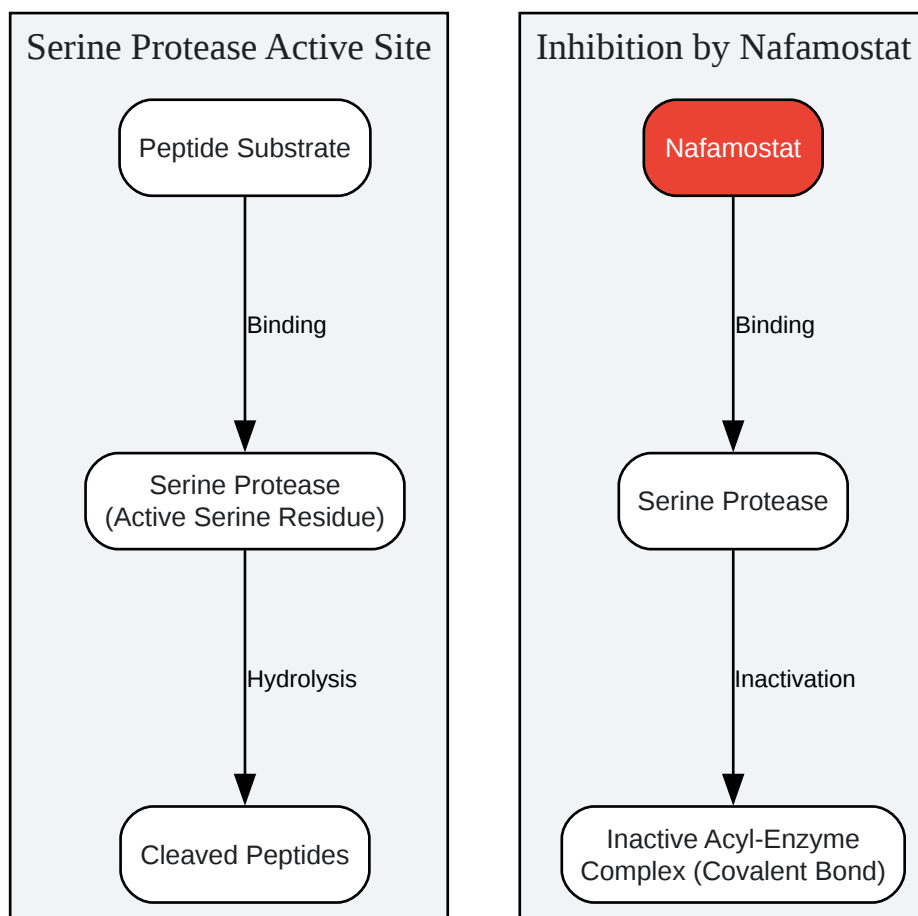 Serine Protease Active Site
Peptide Substrate
Binding
Serine Protease
(Active Serine Residue)
Hydrolysis
Cleaved Peptides
Inhibition by Nafamostat
Nafamostat
Binding
Serine Protease
Inactivation
Inactive Acyl-Enzyme
Complex (Covalent Bond)